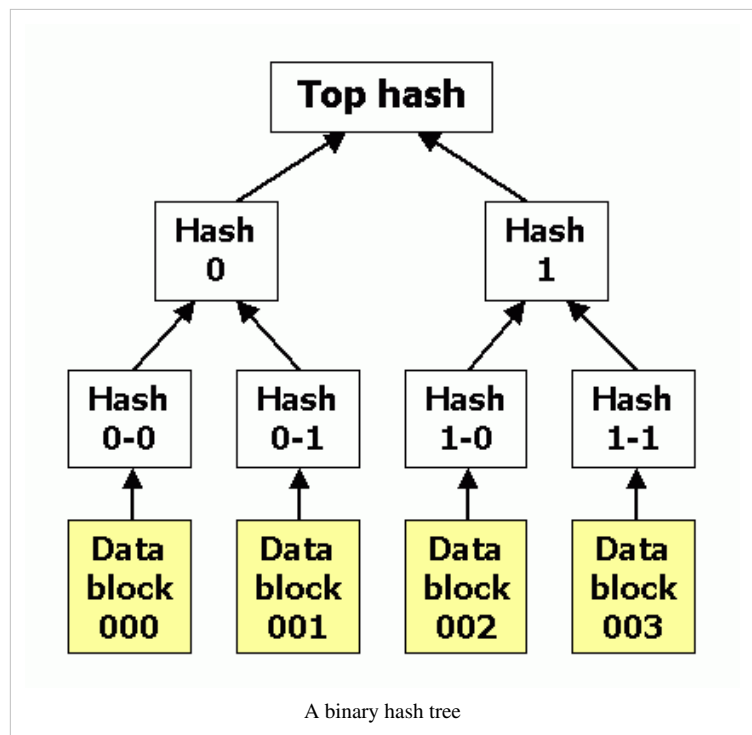 Top hash
Hash
0
Hash
1
Hash
0-0
Hash
0-1
Hash
1-0
Hash
1-1
Data
block
000
Data
block
001
Data
block
002
Data
block
003
A binary hash tree